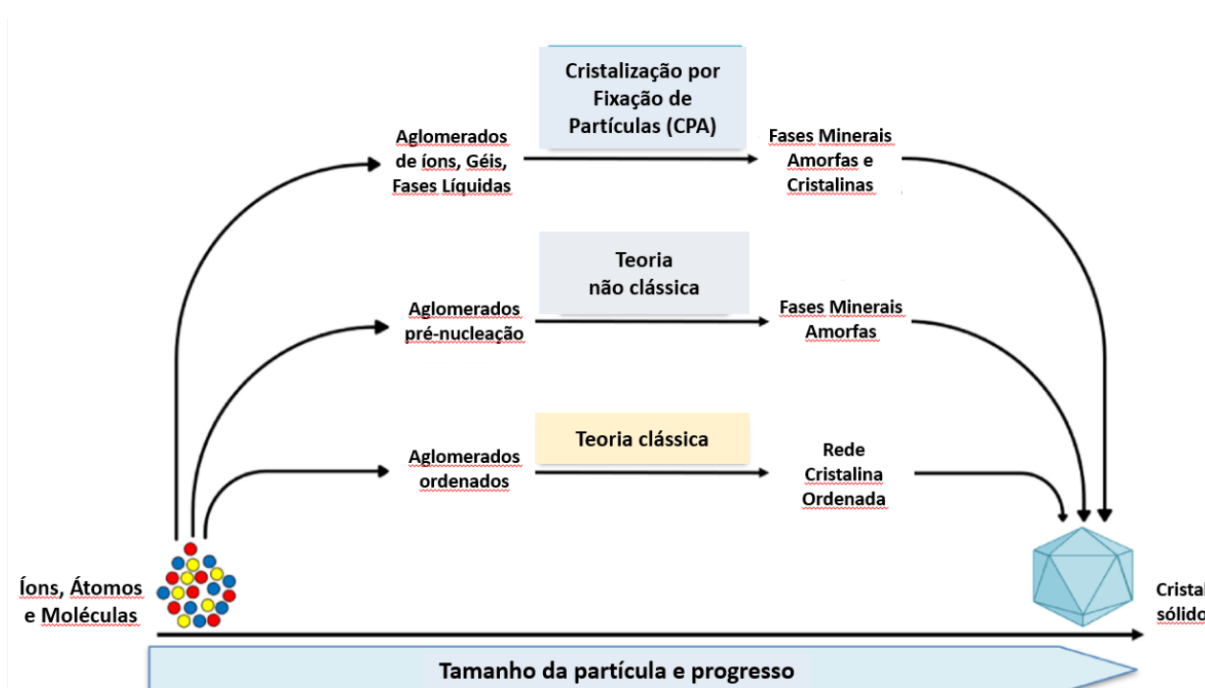 Cristalização por
Fixação de
Partículas (CPA)
Aglomerados
de íons, Géis,
Fases Líquidas
Fases Minerais
Amorfas e
Cristalinas
Teoria
não clássica
Aglomerados
pré-nucleação
Fases Minerais
Amorfas
Teoria clássica
Aglomerados
ordenados
Rede
Cristalina
Ordenada
Íons, Átomos
e Moléculas
Cristal
sólido
Tamanho da partícula e progresso